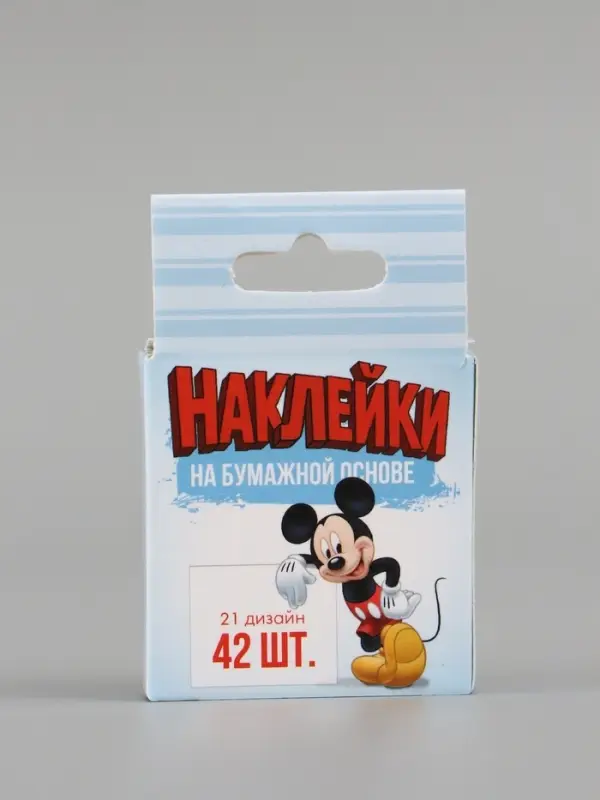 НАКЛЕЙКИ
НА БУМАЖНОЙ ОСНОВЕ
21 дизайн
42 ШТ.